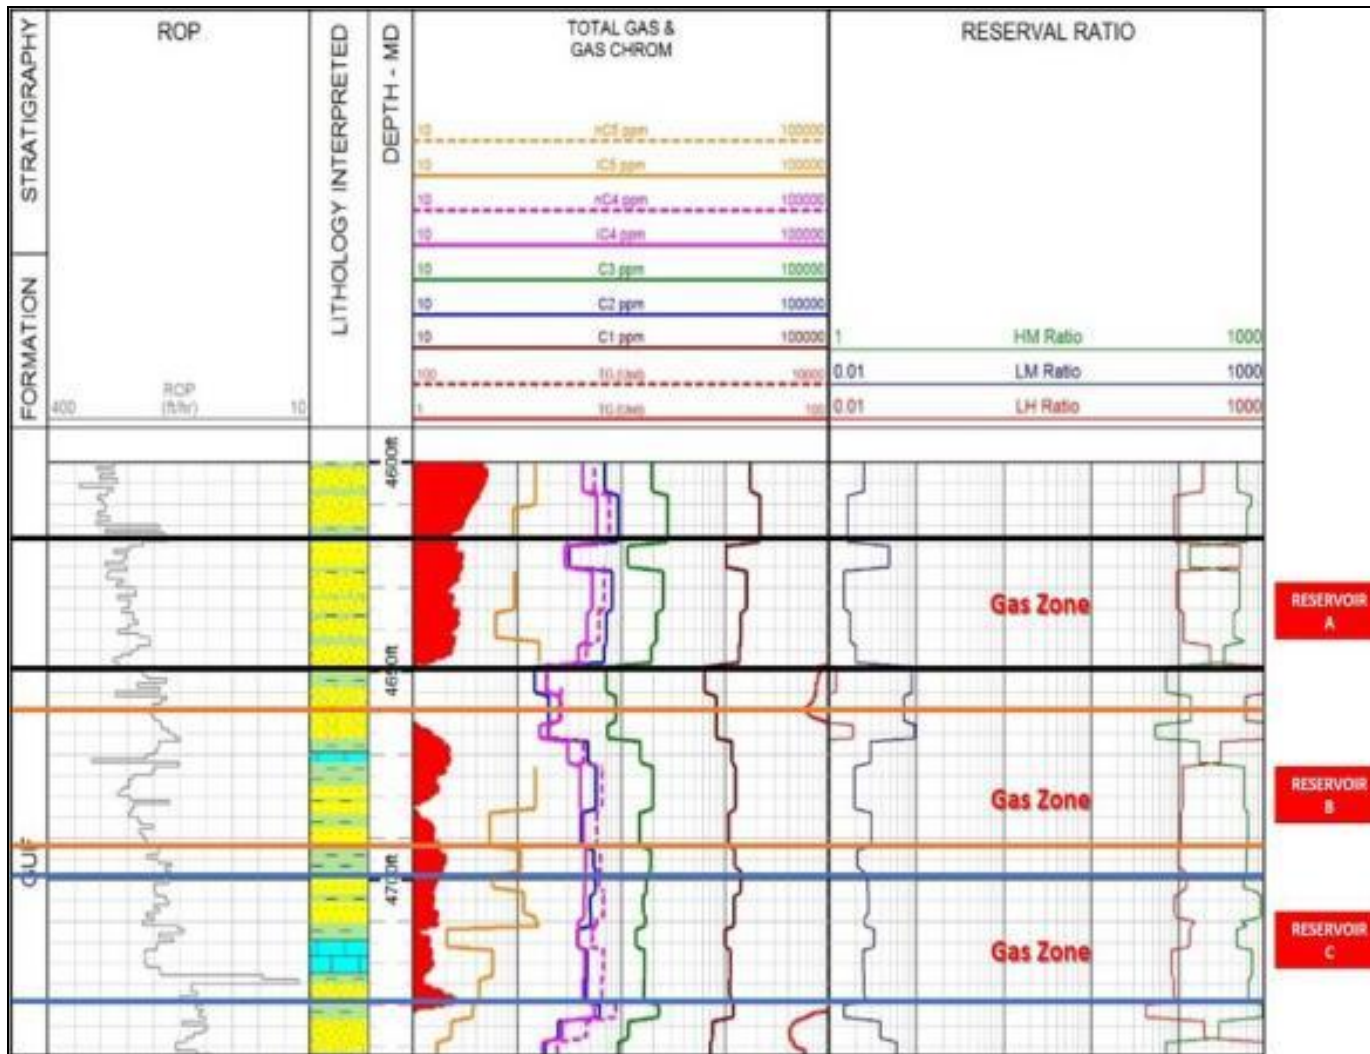 STRATIGRAPHY
FORMATION
ROP
ROP
(ft/hr)
400
10
LITHOLOGY INTERPRETED
DEPTH - MD
TOTAL GAS &
GAS CHROM
10 nC5 ppm 100000
10 iC5 ppm 100000
10 nC4 ppm 100000
10 iC4 ppm 100000
10 C3 ppm 100000
10 C2 ppm 100000
10 C1 ppm 100000
100 10000
1 100
RESERVAL RATIO
1 HM Ratio 1000
0.01 LM Ratio 1000
0.01 LH Ratio 1000
4600ft
Gas Zone
RESERVOIR
A
4650ft
Gas Zone
RESERVOIR
B
4700ft
Gas Zone
RESERVOIR
C